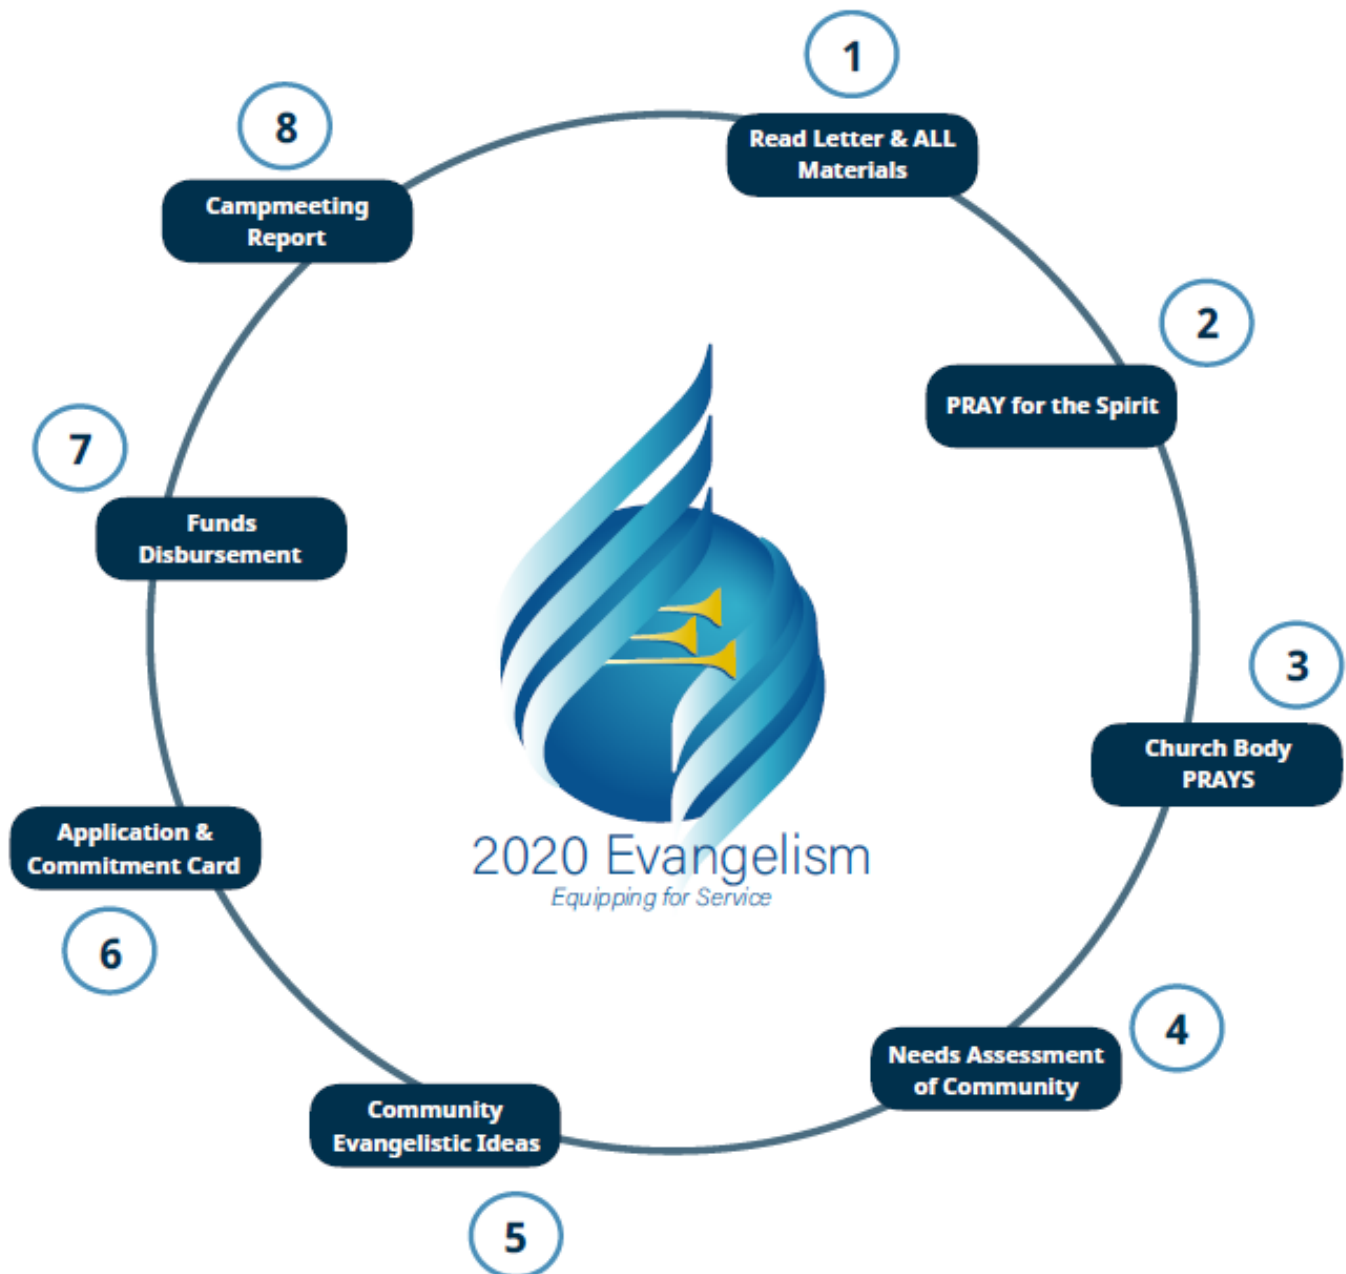 1
Read Letter & ALL
Materials
2
PRAY for the Spirit
3
Church Body
PRAYS
4
Needs Assessment
of Community
5
Community
Evangelistic Ideas
6
Application &
Commitment Card
7
Funds
Disbursement
8
Campmeeting
Report
2020 Evangelism
Equipping for Service